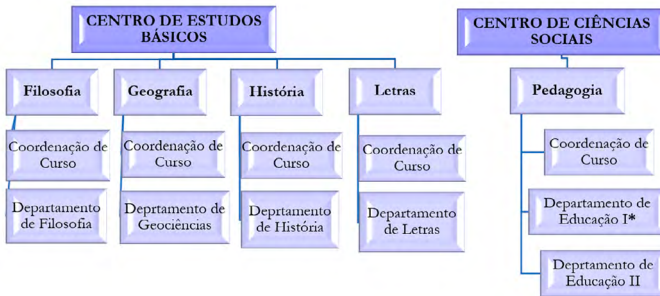 CENTRO DE ESTUDOS
BÁSICOS
Filosofia
Coordenação de
Curso
Departamento
de Filosofia
Geografia
Coordenação de
Curso
Deprtamento de
Geociências
História
Coordenação de
Curso
Deprtamento
de História
Letras
Coordenação de
Curso
Departamento
de Letras
CENTRO DE CIÊNCIAS
SOCIAIS
Pedagogia
Coordenação de
Curso
Departamento de
Educação I*
Deprtamento de
Educação II